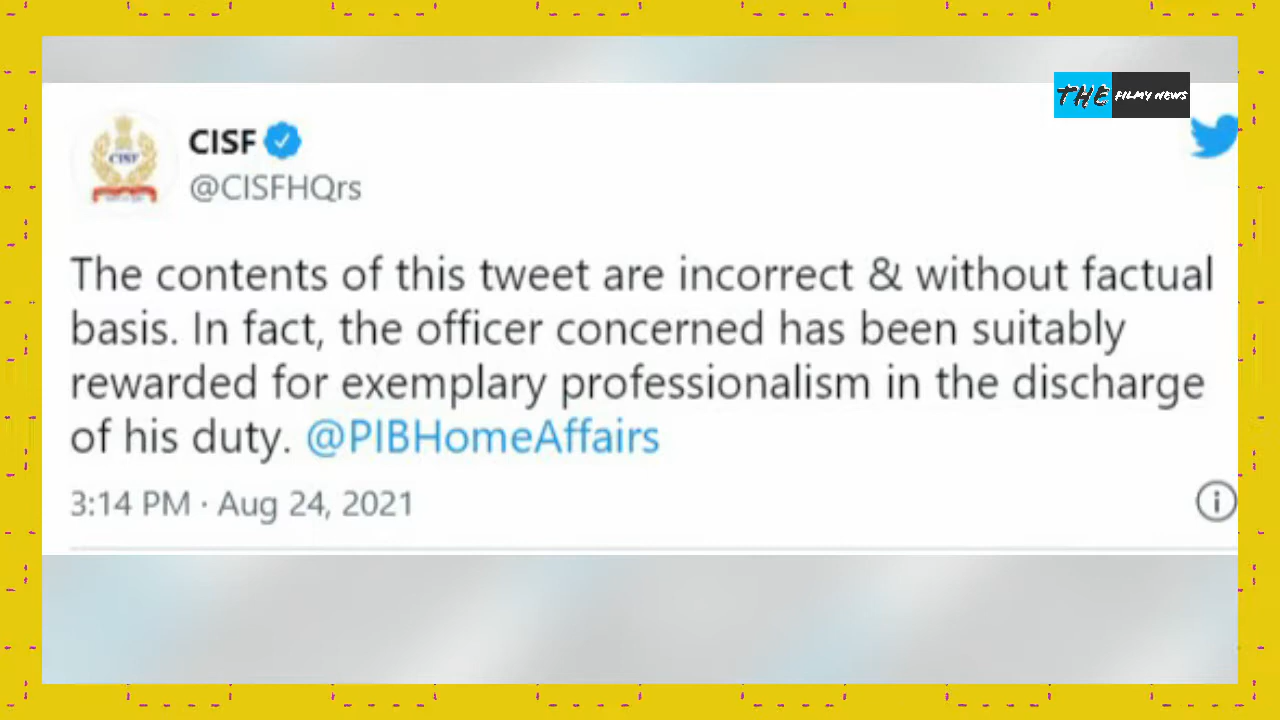 THE FILMY NEWS
CISF
CISF
@CISFHQrs
The contents of this tweet are incorrect & without factual
basis. In fact, the officer concerned has been suitably
rewarded for exemplary professionalism in the discharge
of his duty. @PIBHomeAffairs
3:14 PM · Aug 24, 2021